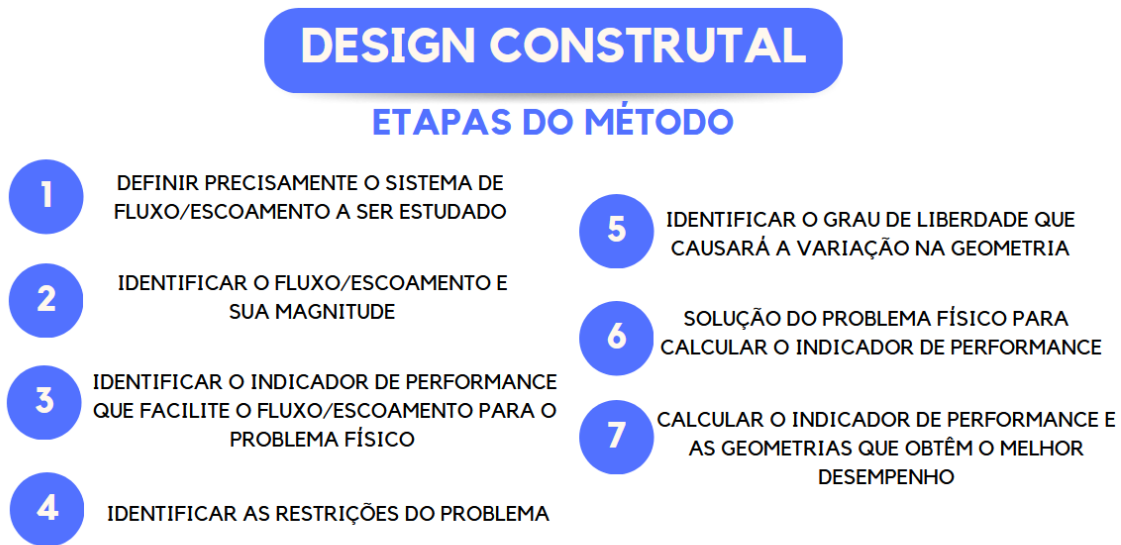 DESIGN CONSTRUTAL
ETAPAS DO MÉTODO
1
DEFINIR PRECISAMENTE O SISTEMA DE
FLUXO/ESCOAMENTO A SER ESTUDADO
2
IDENTIFICAR O FLUXO/ESCOAMENTO E
SUA MAGNITUDE
3
IDENTIFICAR O INDICADOR DE PERFORMANCE
QUE FACILITE O FLUXO/ESCOAMENTO PARA O
PROBLEMA FÍSICO
4
IDENTIFICAR AS RESTRIÇÕES DO PROBLEMA
5
IDENTIFICAR O GRAU DE LIBERDADE QUE
CAUSARÁ A VARIAÇÃO NA GEOMETRIA
6
SOLUÇÃO DO PROBLEMA FÍSICO PARA
CALCULAR O INDICADOR DE PERFORMANCE
7
CALCULAR O INDICADOR DE PERFORMANCE E
AS GEOMETRIAS QUE OBTÊM O MELHOR
DESEMPENHO